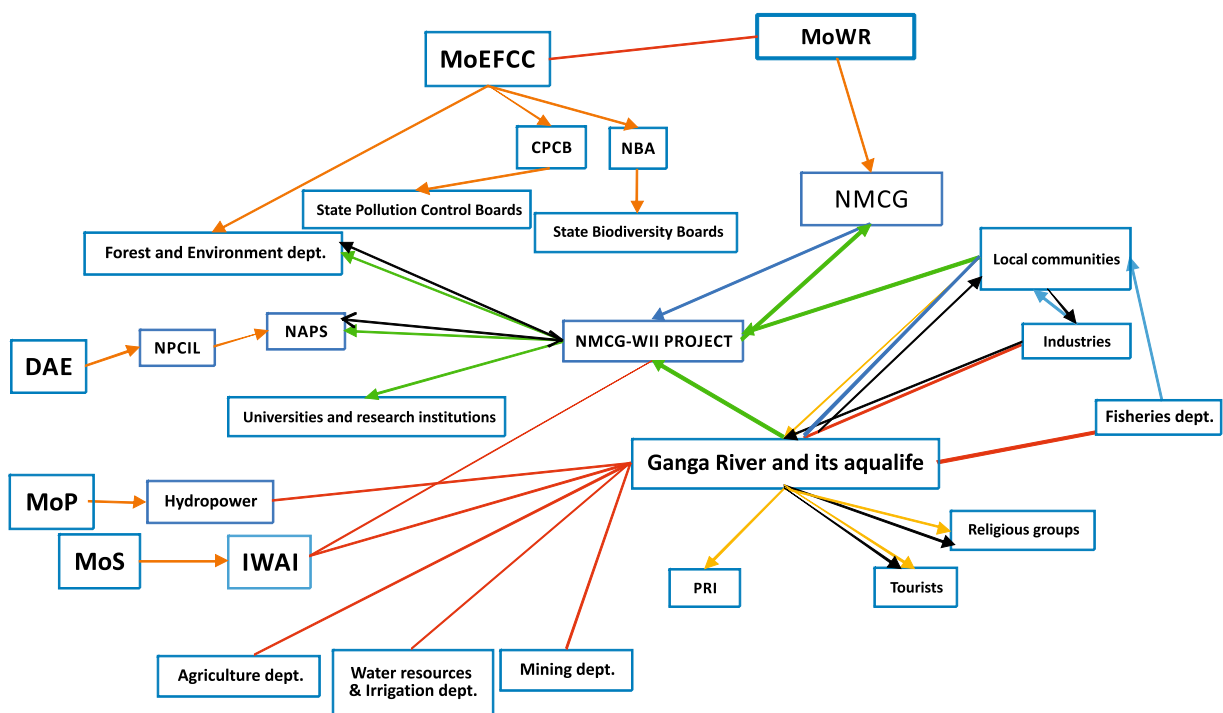 MoEFCC
MoWR
CPCB
NBA
State Pollution Control Boards
NMCG
State Biodiversity Boards
Forest and Environment dept.
Local communities
NAPS
NPCIL
NMCG-WII PROJECT
Industries
DAE
Universities and research institutions
Fisheries dept.
Ganga River and its aqualife
MoP
Hydropower
Religious groups
MoS
IWAI
PRI
Tourists
Agriculture dept.
Water resources
& Irrigation dept.
Mining dept.